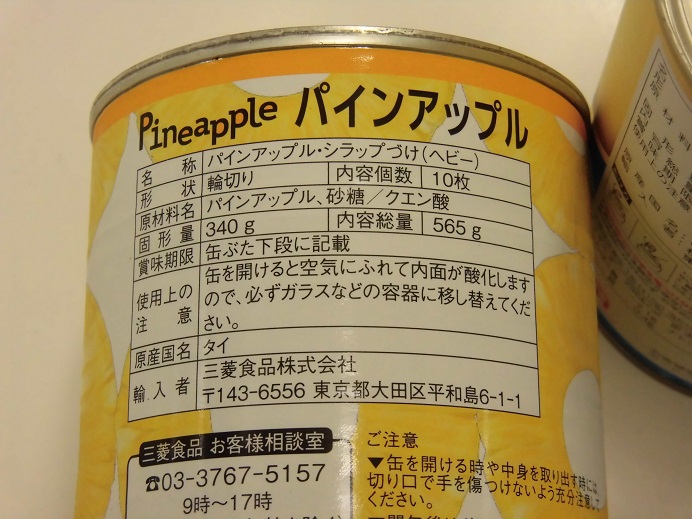 Pineapple パインアップル
名称 パインアップル・シラップづけ(ヘビー)
形状 輪切り 内容個数 10枚
原材料名 パインアップル、砂糖/クエン酸
固形量 340g 内容総量 565g
賞味期限 缶ぶた下段に記載
使用上の注意 缶を開けると空気にふれて内面が酸化します
ので、必ずガラスなどの容器に移し替えてくだ
さい。
原産国名 タイ
輸入者 三菱食品株式会社
〒143-6556 東京都大田区平和島6-1-1
三菱食品 お客様相談室
☎03-3767-5157
9時〜17時
ご注意
▼缶を開ける時や中身を取り出す時には、
切り口で手を傷つけないよう充分注意して
ください。